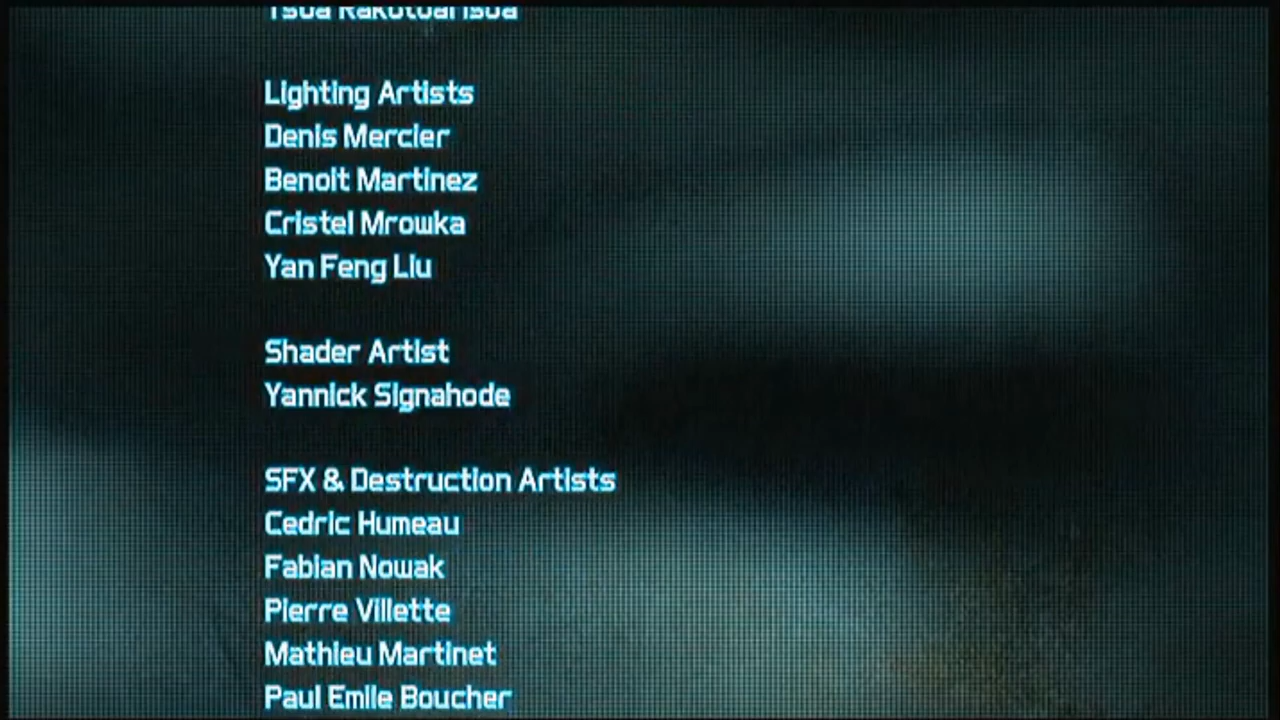 Lighting Artists
Denis Mercier
Benoit Martinez
Cristel Mrowka
Yan Feng Liu
Shader Artist
Yannick Signahode
SFX & Destruction Artists
Cedric Humeau
Fabian Nowak
Pierre Villette
Mathieu Martinet
Paul Emile Boucher